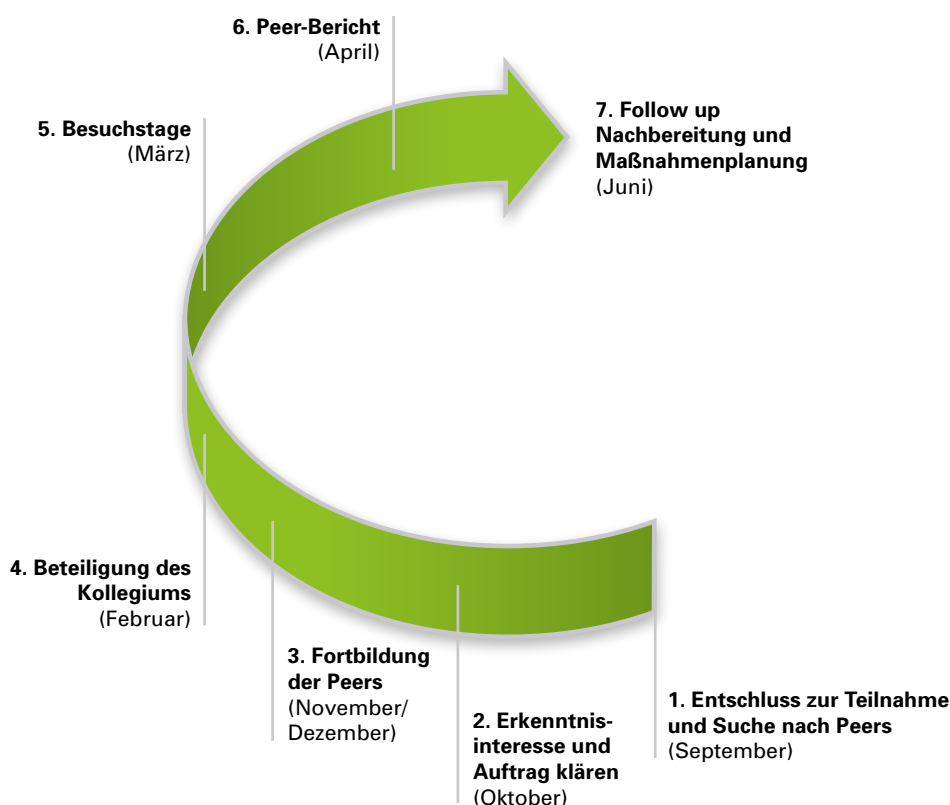 6. Peer-Bericht
(April)
5. Besuchstage
(März)
7. Follow up
Nachbereitung und
Maßnahmenplanung
(Juni)
4. Beteiligung des
Kollegiums
(Februar)
3. Fortbildung
der Peers
(November/
Dezember)
2. Erkenntnis-
interesse und
Auftrag klären
(Oktober)
1. Entschluss zur Teilnahme
und Suche nach Peers
(September)